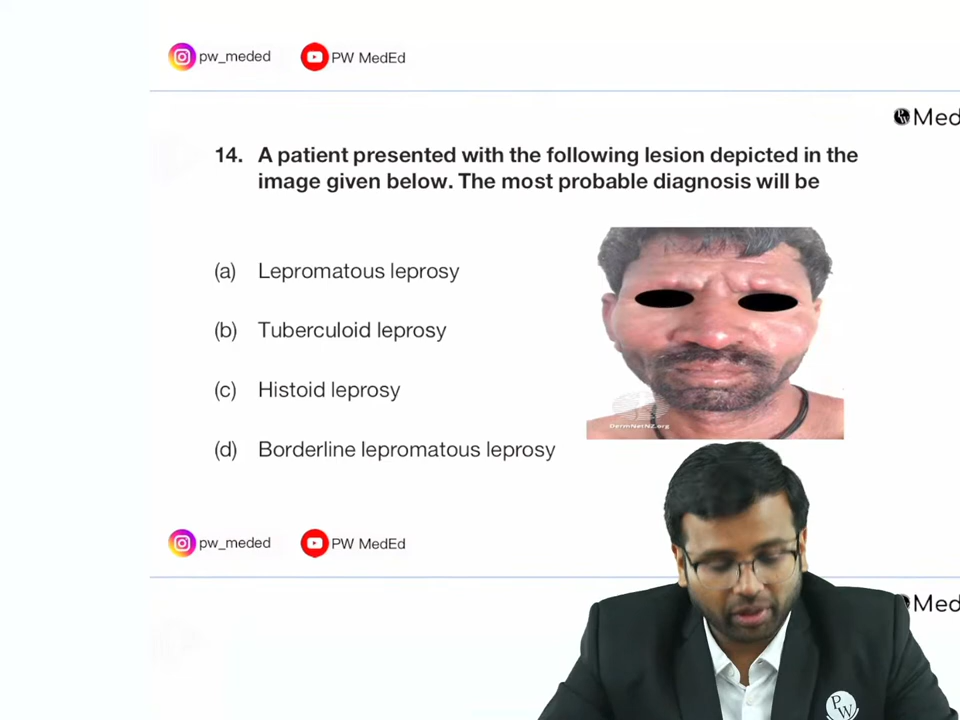 pw_meded PW MedEd
Med
14. A patient presented with the following lesion depicted in the
image given below. The most probable diagnosis will be
(a) Lepromatous leprosy
(b) Tuberculoid leprosy
(c) Histoid leprosy
(d) Borderline lepromatous leprosy
DermNetNZ.org
pw_meded PW MedEd
Med
PW